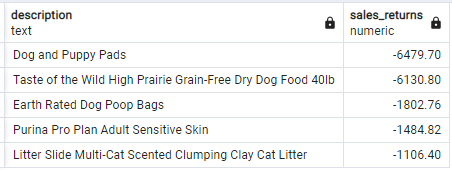 description sales_returns
text numeric
Dog and Puppy Pads -6479.70
Taste of the Wild High Prairie Grain-Free Dry Dog Food 40lb -6130.80
Earth Rated Dog Poop Bags -1802.76
Purina Pro Plan Adult Sensitive Skin -1484.82
Litter Slide Multi-Cat Scented Clumping Clay Cat Litter -1106.40